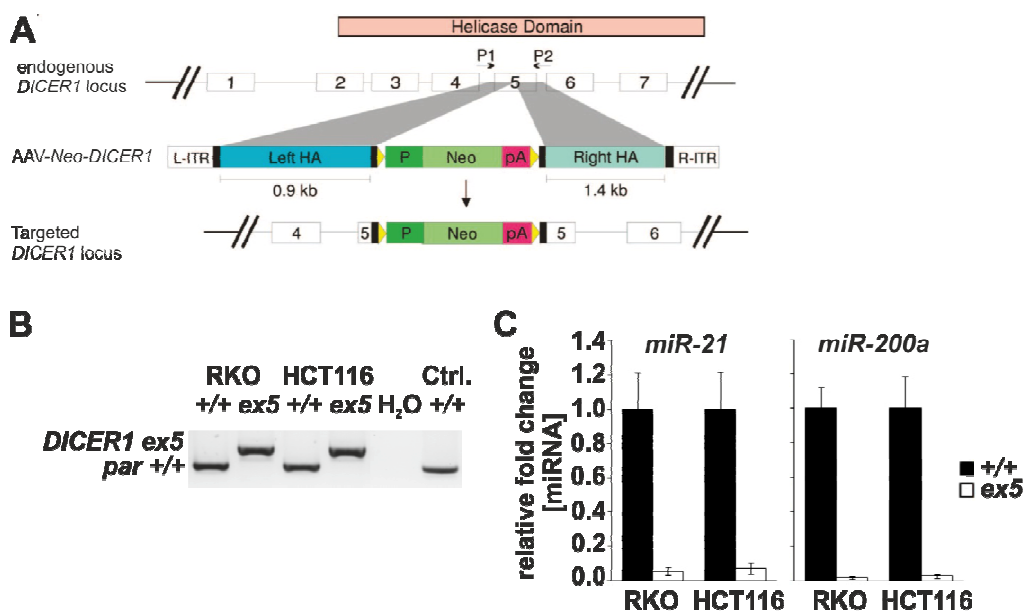 A
Helicase Domain
endogenous
DICER1 locus
P1
P2
1 2 3 4 5 6 7
AAV-Neo-DICER1
L-ITR Left HA P Neo pA Right HA R-ITR
0.9 kb
1.4 kb
Targeted
DICER1 locus
4 5 P Neo pA 5 6
B
RKO HCT116 Ctrl.
+/+ ex5 +/+ ex5 H2O +/+
DICER1 ex5
par +/+
C
relative fold change
[miRNA]
1.4
1.2
1.0
0.8
0.6
0.4
0.2
0.0
miR-21
miR-200a
RKO HCT116
RKO HCT116
+/+
ex5